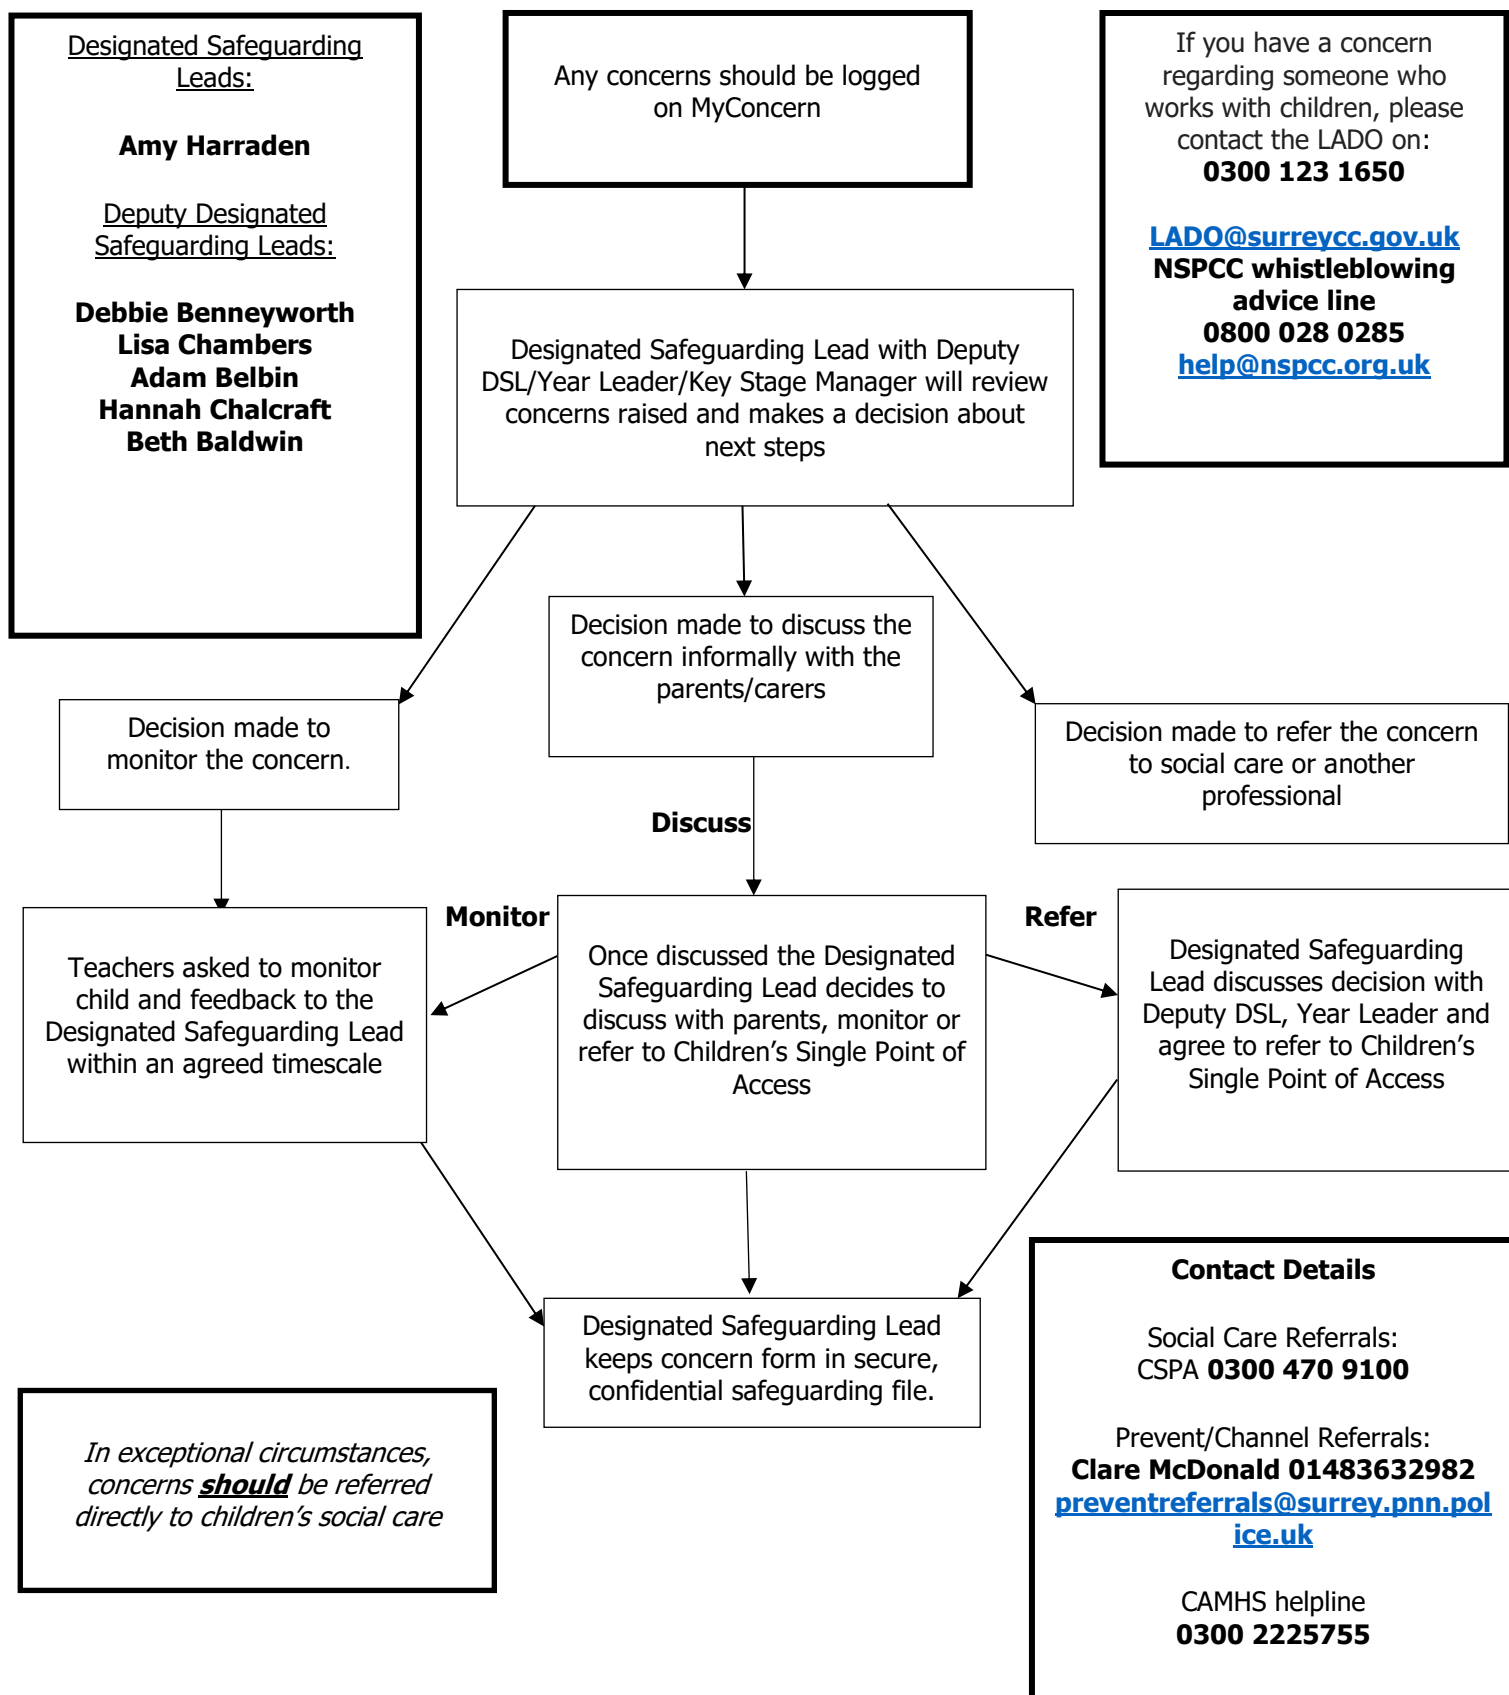 Designated Safeguarding
Leads:
Amy Harraden
Deputy Designated
Safeguarding Leads:
Debbie Benneyworth
Lisa Chambers
Adam Belbin
Hannah Chalcraft
Beth Baldwin
Any concerns should be logged
on MyConcern
If you have a concern
regarding someone who
works with children, please
contact the LADO on:
0300 123 1650
LADO@surreycc.gov.uk
NSPCC whistleblowing
advice line
0800 028 0285
help@nspcc.org.uk
Designated Safeguarding Lead with Deputy
DSL/Year Leader/Key Stage Manager will review
concerns raised and makes a decision about
next steps
Decision made to
monitor the concern.
Decision made to discuss the
concern informally with the
parents/carers
Decision made to refer the concern
to social care or another
professional
Discuss
Monitor
Refer
Teachers asked to monitor
child and feedback to the
Designated Safeguarding Lead
within an agreed timescale
Once discussed the Designated
Safeguarding Lead decides to
discuss with parents, monitor or
refer to Children’s Single Point of
Access
Designated Safeguarding
Lead discusses decision with
Deputy DSL, Year Leader and
agree to refer to Children’s
Single Point of Access
Designated Safeguarding Lead
keeps concern form in secure,
confidential safeguarding file.
In exceptional circumstances,
concerns should be referred
directly to children’s social care
Contact Details
Social Care Referrals:
CSPA 0300 470 9100
Prevent/Channel Referrals:
Clare McDonald 01483632982
preventreferrals@surrey.pnn.pol
ice.uk
CAMHS helpline
0300 2225755